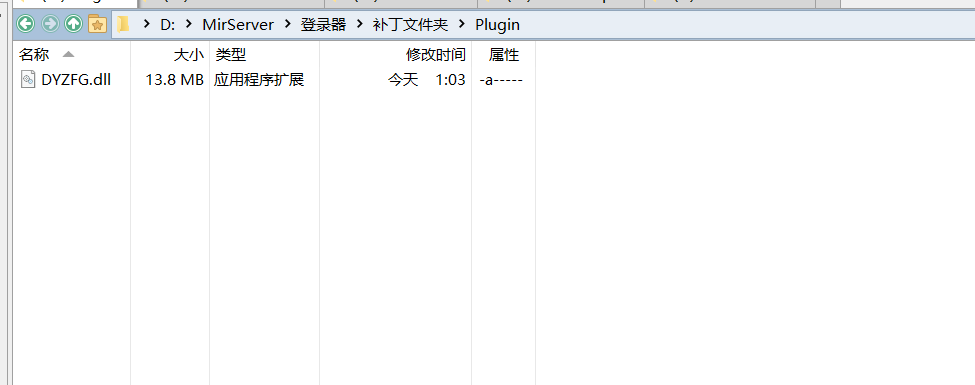 D: MirServer 登录器 补丁文件夹 Plugin
名称 大小 类型 修改时间 属性
DYZFG.dll 13.8 MB 应用程序扩展 今天 1:03 -a-----